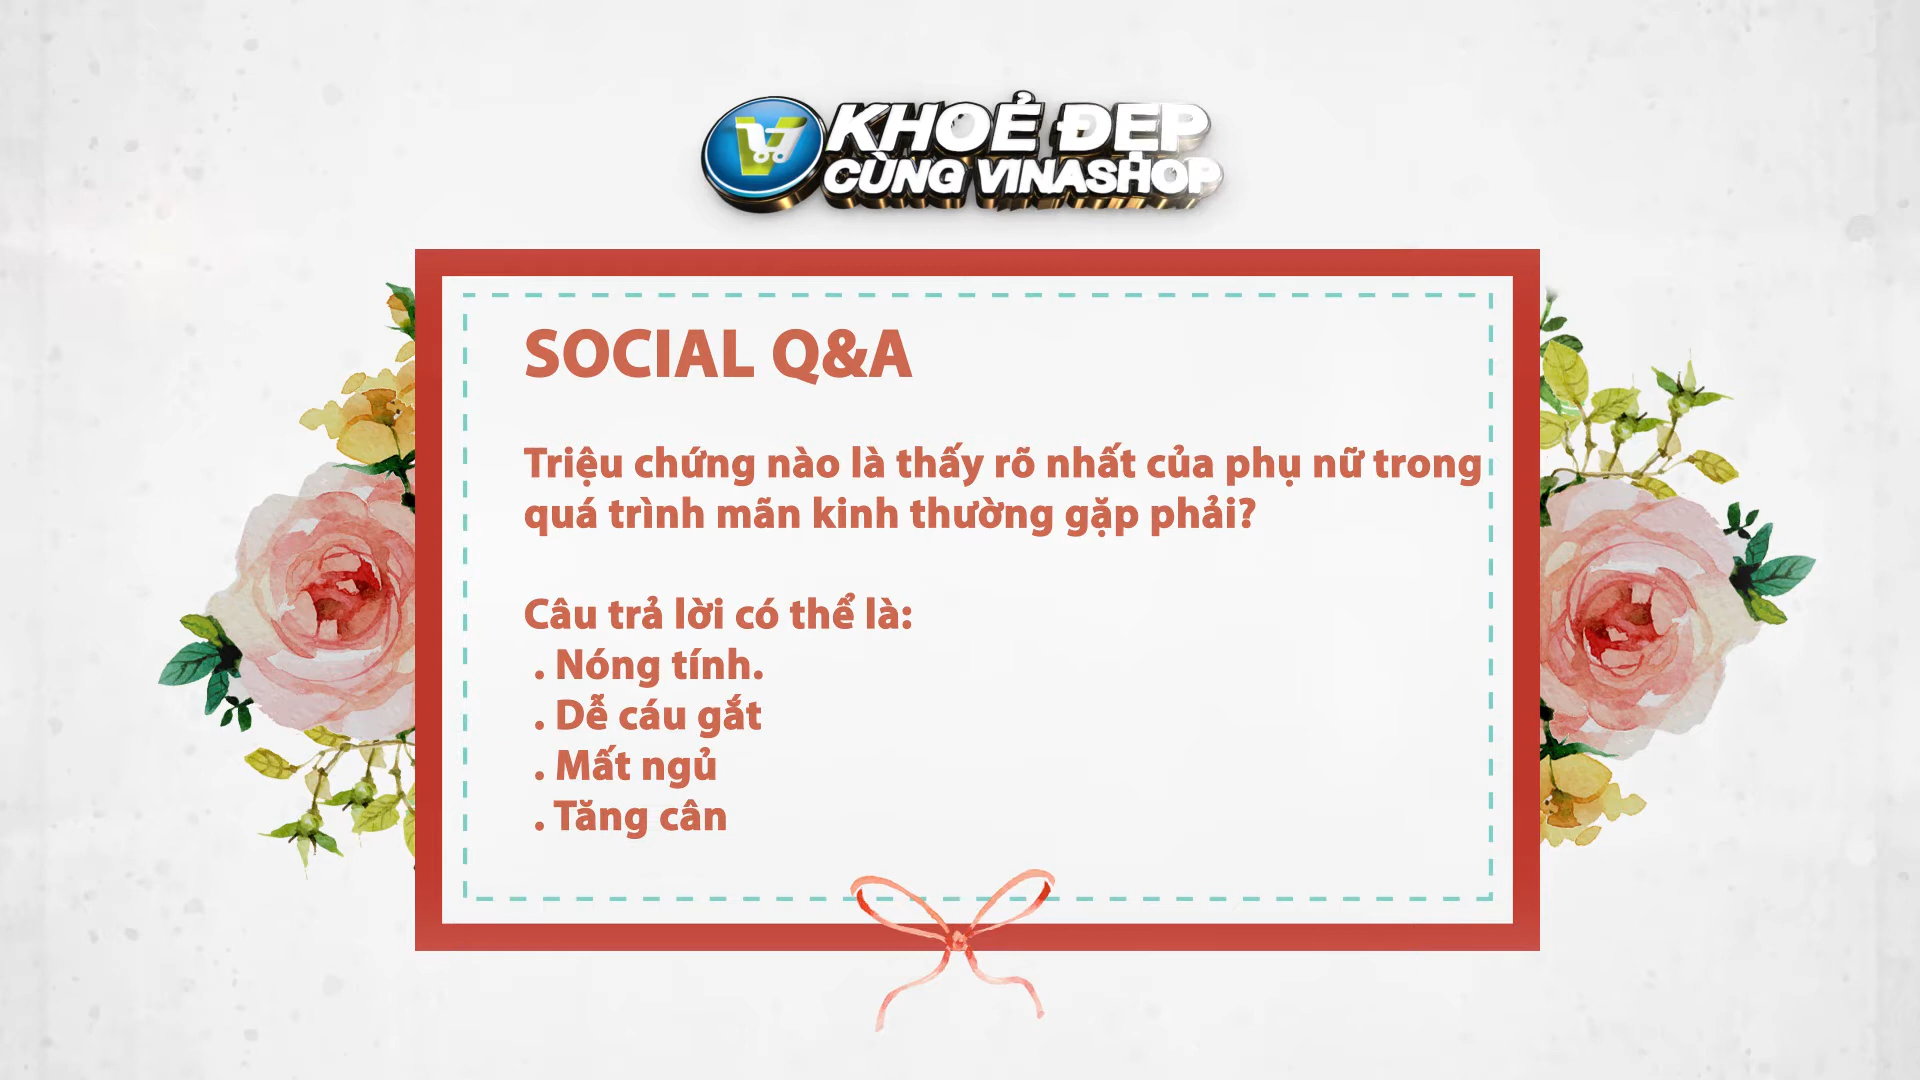 KHOẺ ĐẸP
CÙNG VINASHOP
SOCIAL Q&A
Triệu chứng nào là thấy rõ nhất của phụ nữ trong
quá trình mãn kinh thường gặp phải?
Câu trả lời có thể là:
. Nóng tính.
. Dễ cáu gắt
. Mất ngủ
. Tăng cân